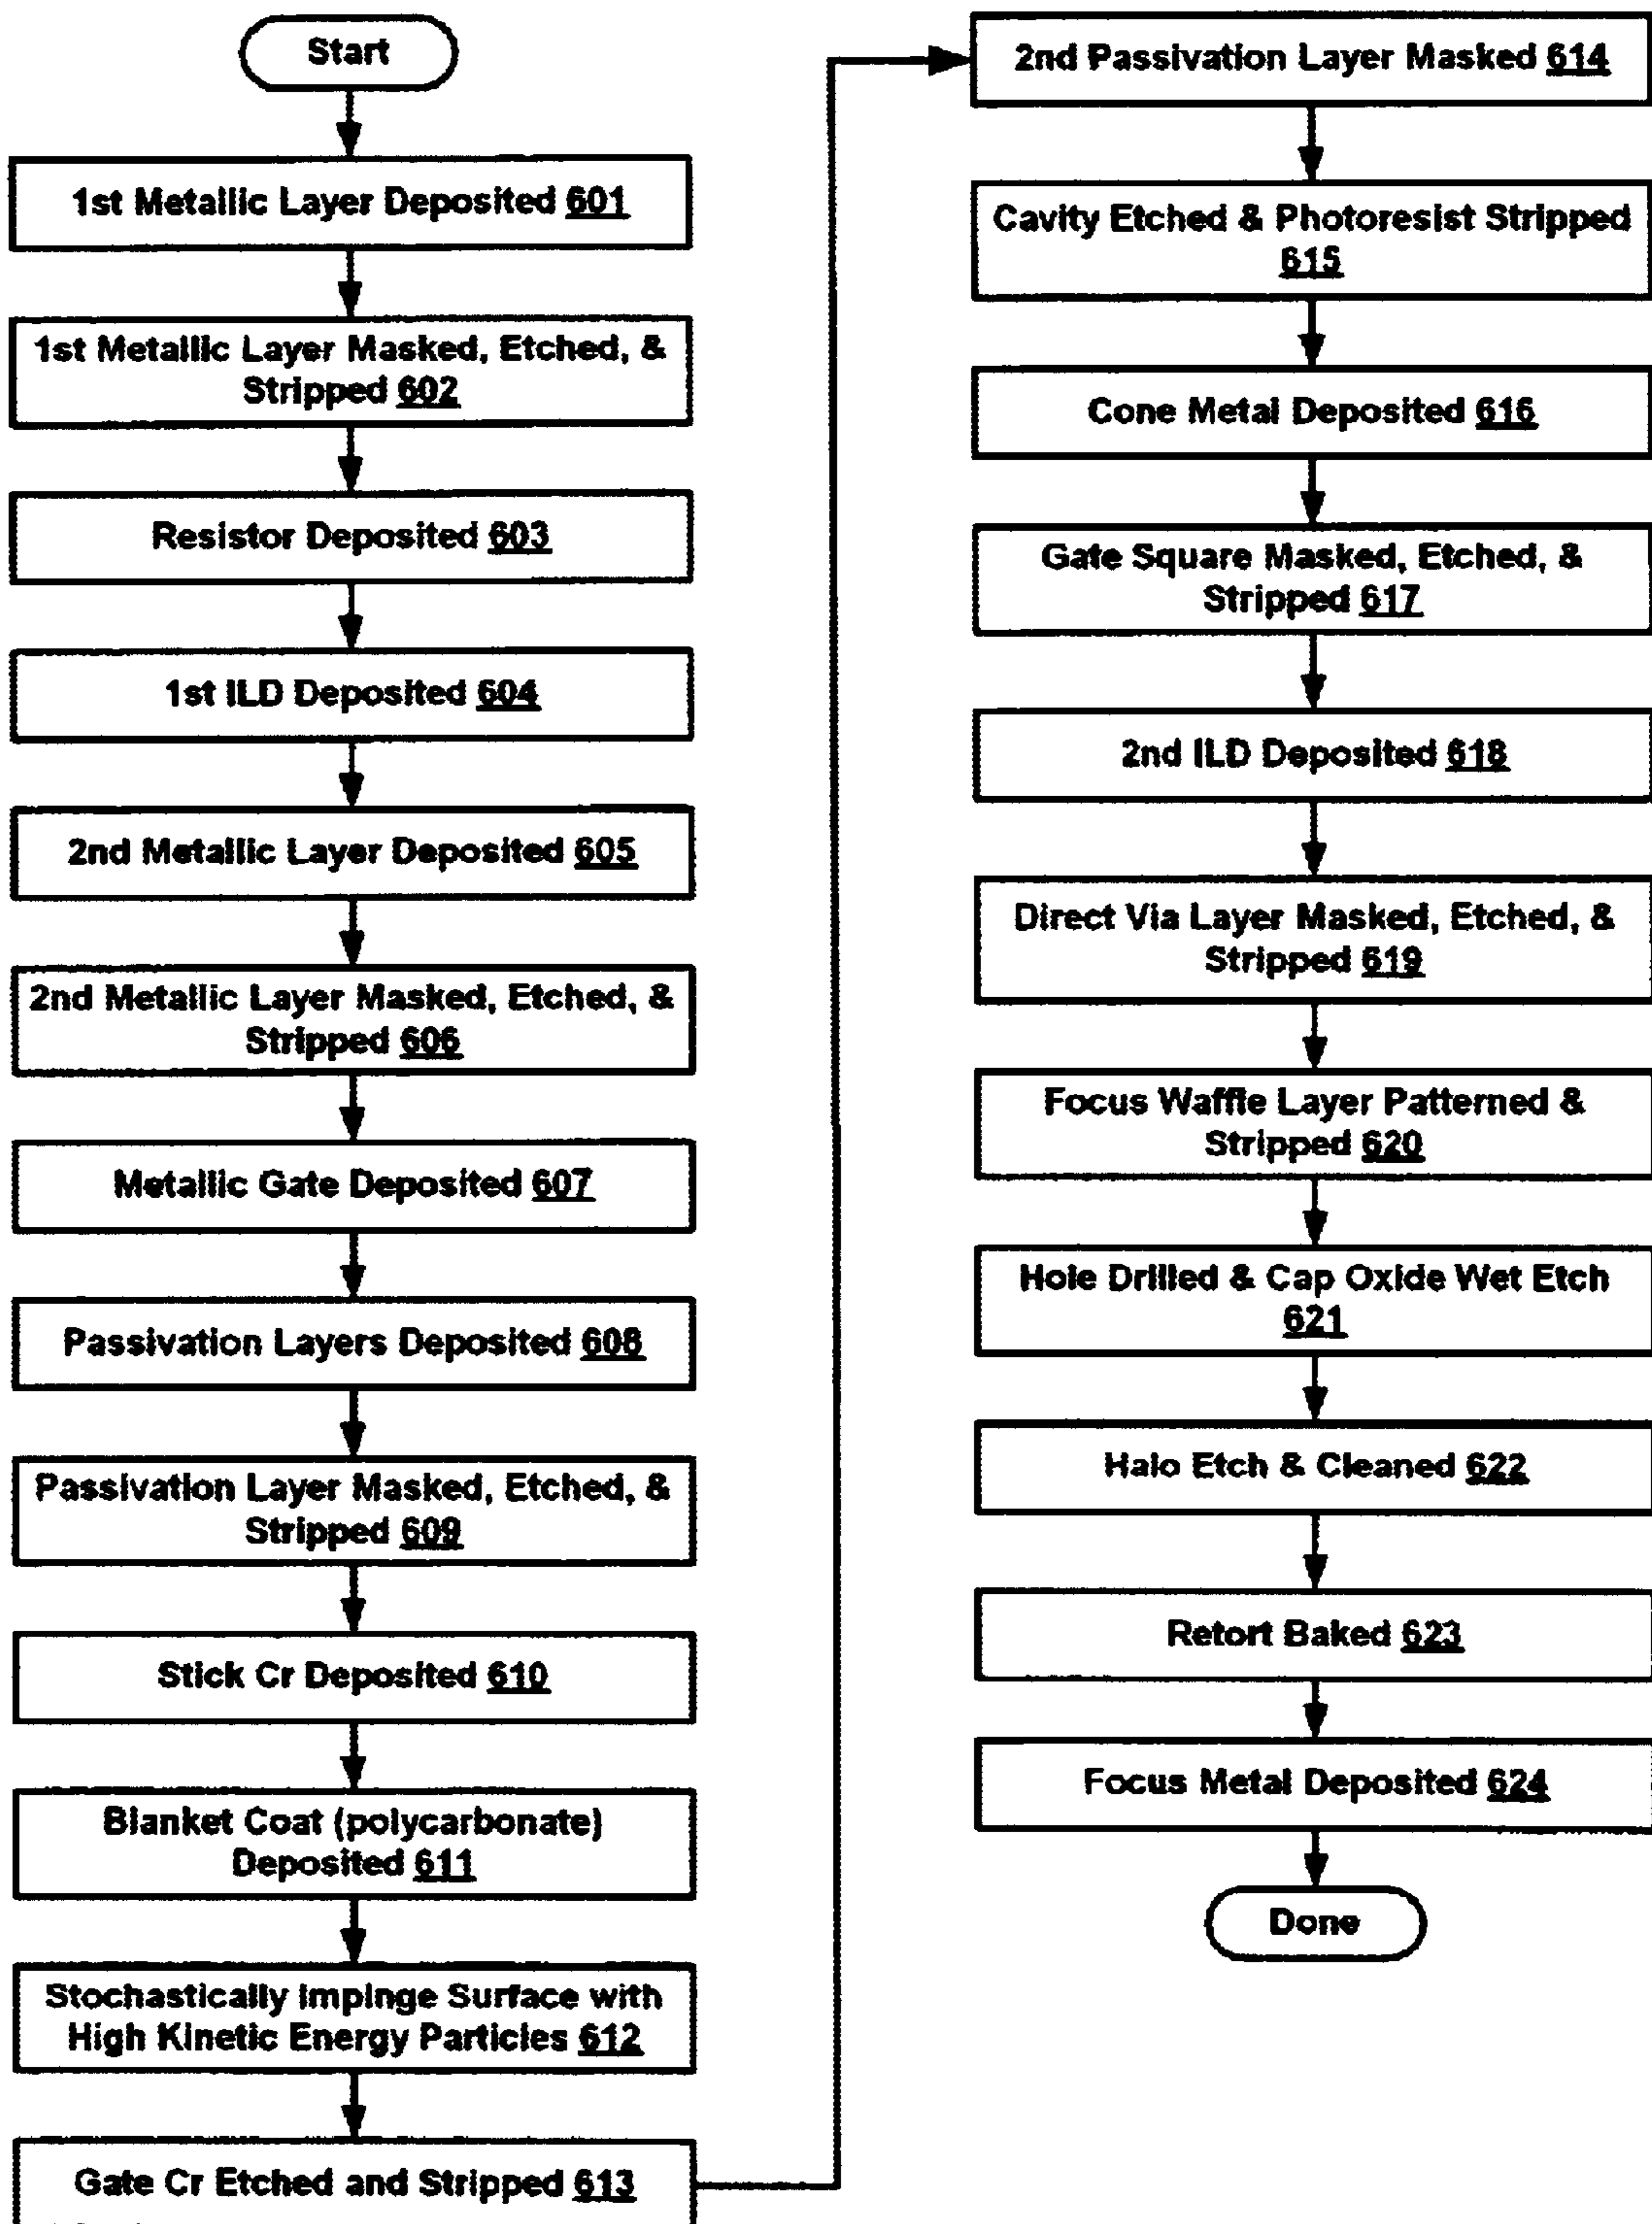 Start
1st Metallic Layer Deposited 601
1st Metallic Layer Masked, Etched, &
Stripped 602
Resistor Deposited 603
1st ILD Deposited 604
2nd Metallic Layer Deposited 605
2nd Metallic Layer Masked, Etched, &
Stripped 606
Metallic Gate Deposited 607
Passivation Layers Deposited 608
Passivation Layer Masked, Etched, &
Stripped 609
Stick Cr Deposited 610
Blanket Coat (polycarbonate)
Deposited 611
Stochastically Impinge Surface with
High Kinetic Energy Particles 612
Gate Cr Etched and Stripped 613
2nd Passivation Layer Masked 614
Cavity Etched & Photoresist Stripped
615
Cone Metal Deposited 616
Gate Square Masked, Etched, &
Stripped 617
2nd ILD Deposited 618
Direct Via Layer Masked, Etched, &
Stripped 619
Focus Waffle Layer Patterned &
Stripped 620
Hole Drilled & Cap Oxide Wet Etch
621
Halo Etch & Cleaned 622
Retort Baked 623
Focus Metal Deposited 624
Done